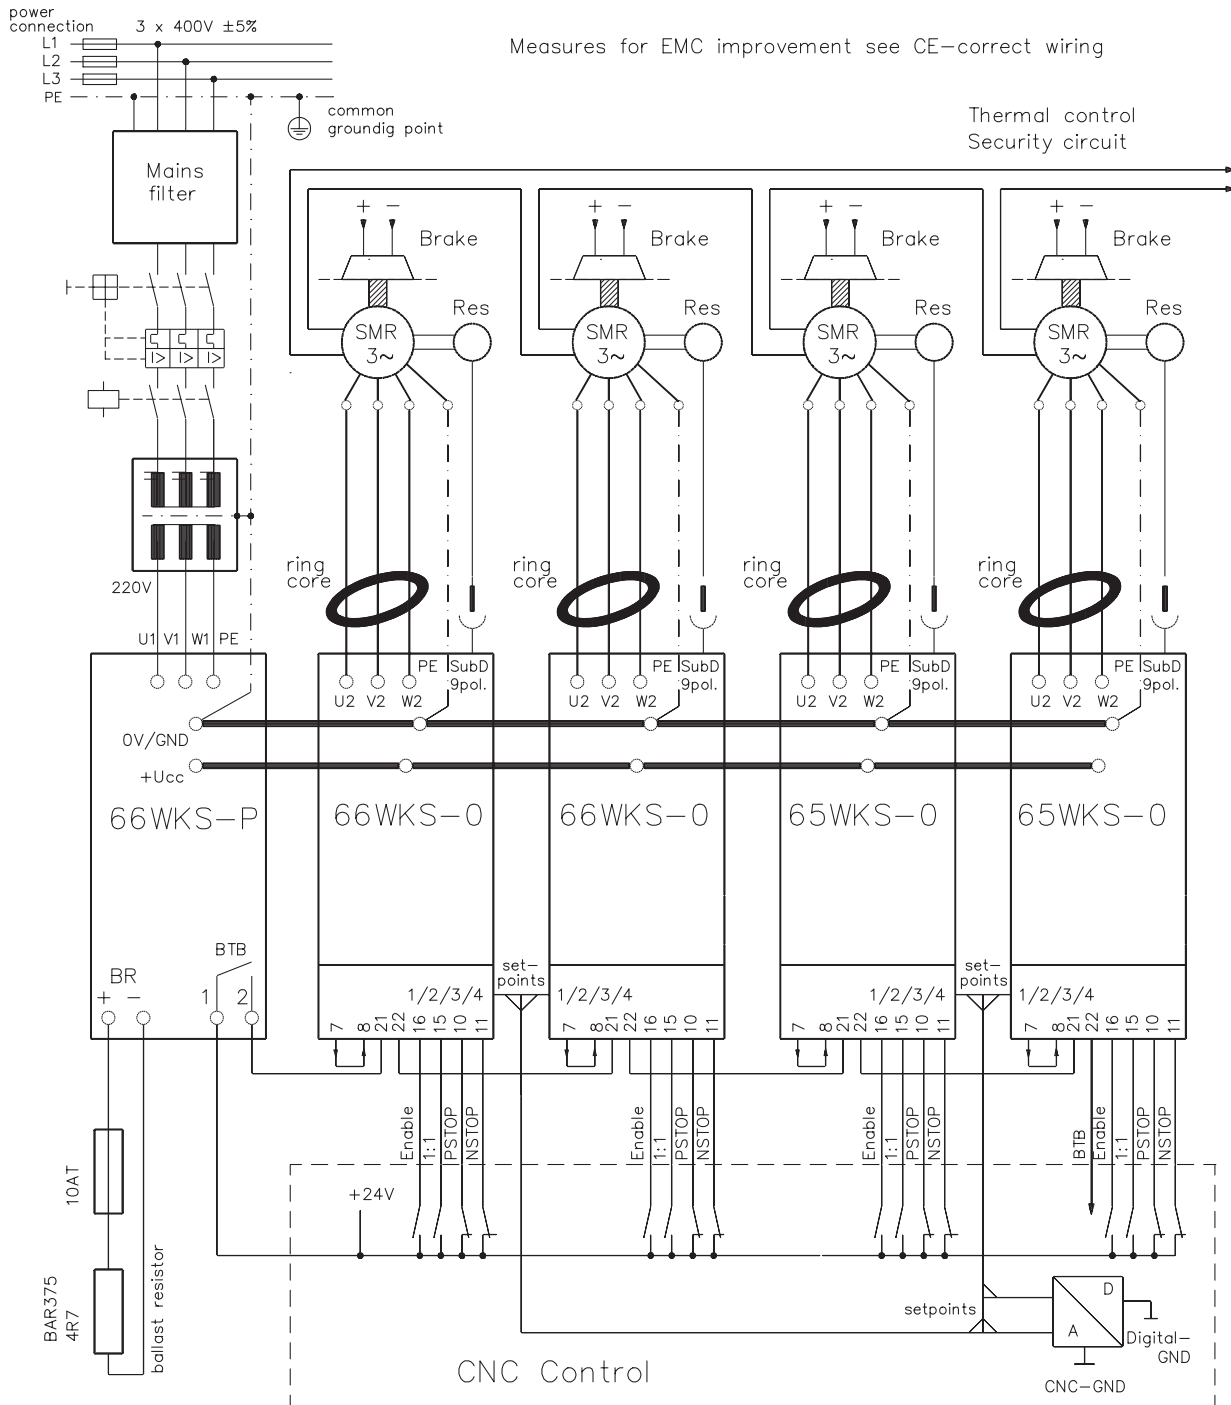 power
connection
3 x 400V ±5%
L1
L2
L3
PE
Measures for EMC improvement see CE-correct wiring
common
groundig point
Thermal control
Security circuit
Mains
filter
+ −
Brake
+ −
Brake
+ −
Brake
+ −
Brake
Res
Res
Res
Res
SMR
3~
SMR
3~
SMR
3~
SMR
3~
I> I> I>
220V
ring
core
ring
core
ring
core
ring
core
U1 V1 W1 PE
PE SubD
9pol.
U2 V2 W2
PE SubD
9pol.
U2 V2 W2
PE SubD
9pol.
U2 V2 W2
PE SubD
9pol.
U2 V2 W2
0V/GND
+Ucc
66WKS-P
66WKS-0
66WKS-0
65WKS-0
65WKS-0
BTB
BR
+ −
1 2
set-
points
set-
points
1/2/3/4
7 8 21 22 16 15 10 11
1/2/3/4
7 8 21 22 16 15 10 11
1/2/3/4
7 8 21 22 16 15 10 11
1/2/3/4
7 8 21 22 16 15 10 11
Enable
1:1
PSTOP
NSTOP
Enable
1:1
PSTOP
NSTOP
Enable
1:1
PSTOP
NSTOP
BTB
Enable
1:1
PSTOP
NSTOP
10AT
+24V
BAR375
4R7
ballast resistor
setpoints
D
A
Digital-
GND
CNC-GND
CNC Control